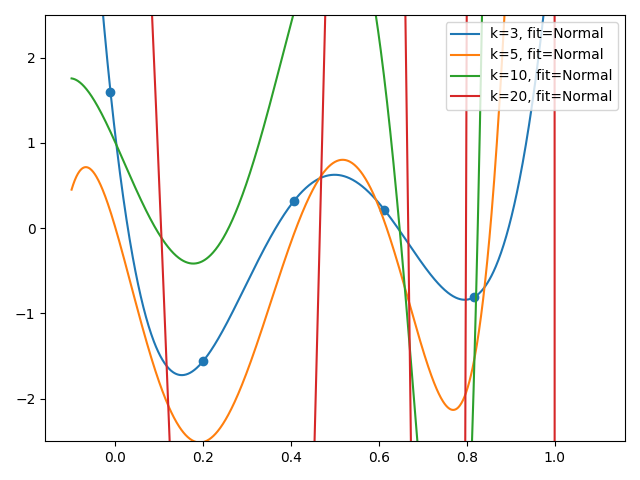 k=3, fit=Normal
k=5, fit=Normal
k=10, fit=Normal
k=20, fit=Normal
2
1
0
−1
−2
0.0 0.2 0.4 0.6 0.8 1.0